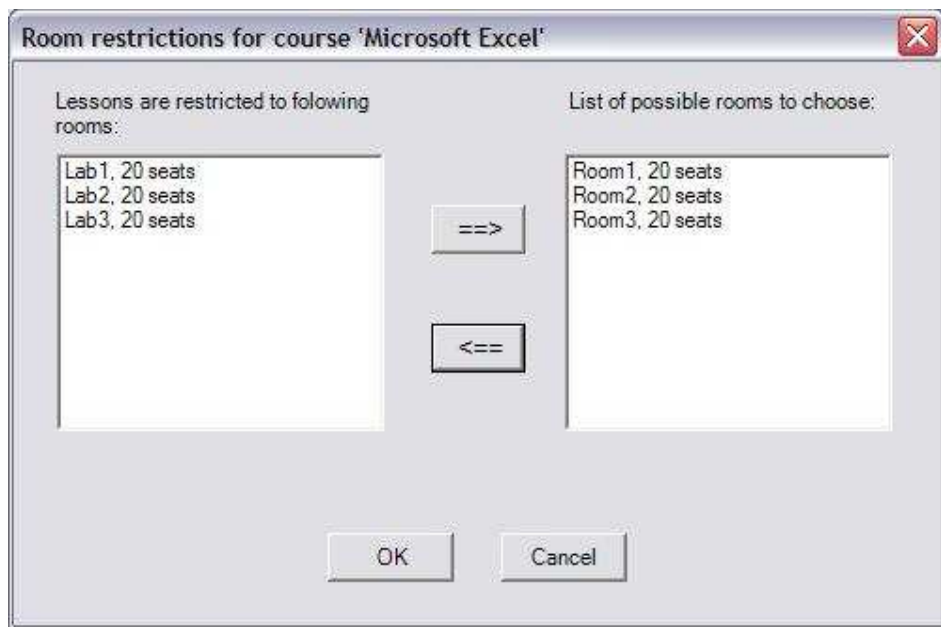 Room restrictions for course 'Microsoft Excel'
Lessons are restricted to folowing
rooms:
Lab1, 20 seats
Lab2, 20 seats
Lab3, 20 seats
==>
<==
List of possible rooms to choose:
Room1, 20 seats
Room2, 20 seats
Room3, 20 seats
OK
Cancel